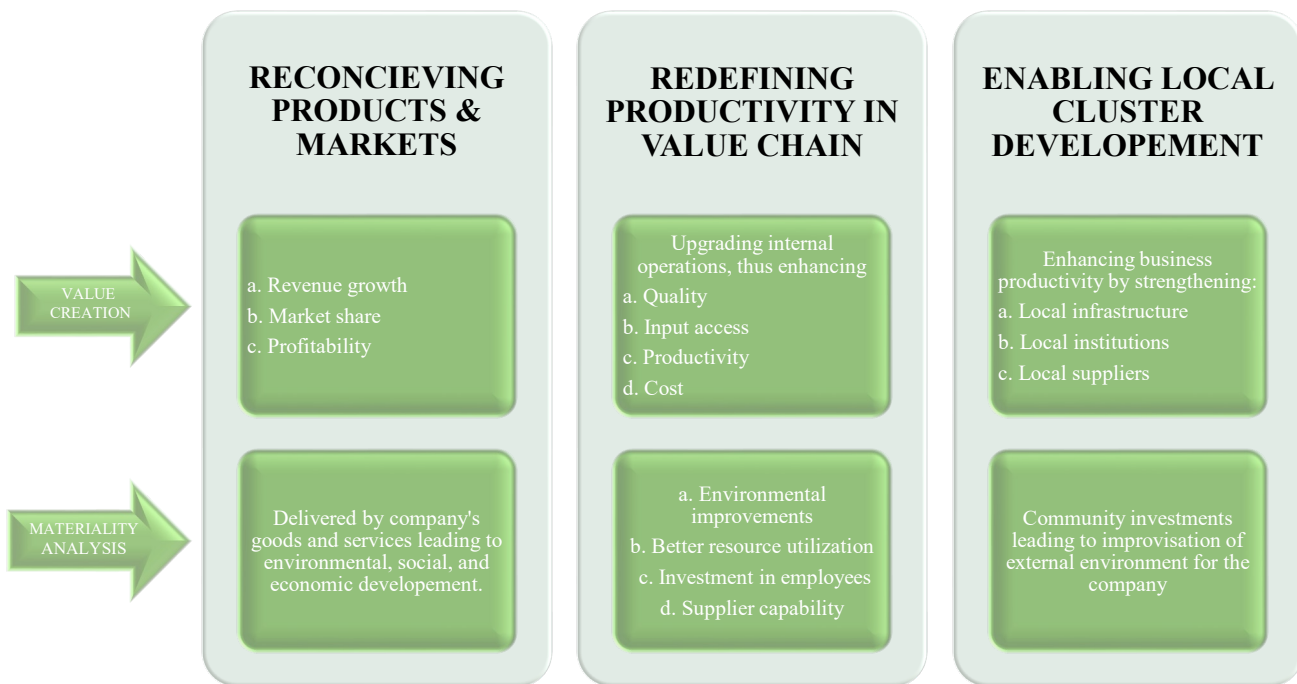 RECONCIEVING
PRODUCTS &
MARKETS
REDEFINING
PRODUCTIVITY IN
VALUE CHAIN
ENABLING LOCAL
CLUSTER
DEVELOPEMENT
VALUE
CREATION
a. Revenue growth
b. Market share
c. Profitability
Upgrading internal
operations, thus enhancing
a. Quality
b. Input access
c. Productivity
d. Cost
Enhancing business
productivity by strengthening:
a. Local infrastructure
b. Local institutions
c. Local suppliers
MATERIALITY
ANALYSIS
Delivered by company's
goods and services leading to
environmental, social, and
economic developement.
a. Environmental
improvements
b. Better resource utilization
c. Investment in employees
d. Supplier capability
Community investments
leading to improvisation of
external environment for the
company